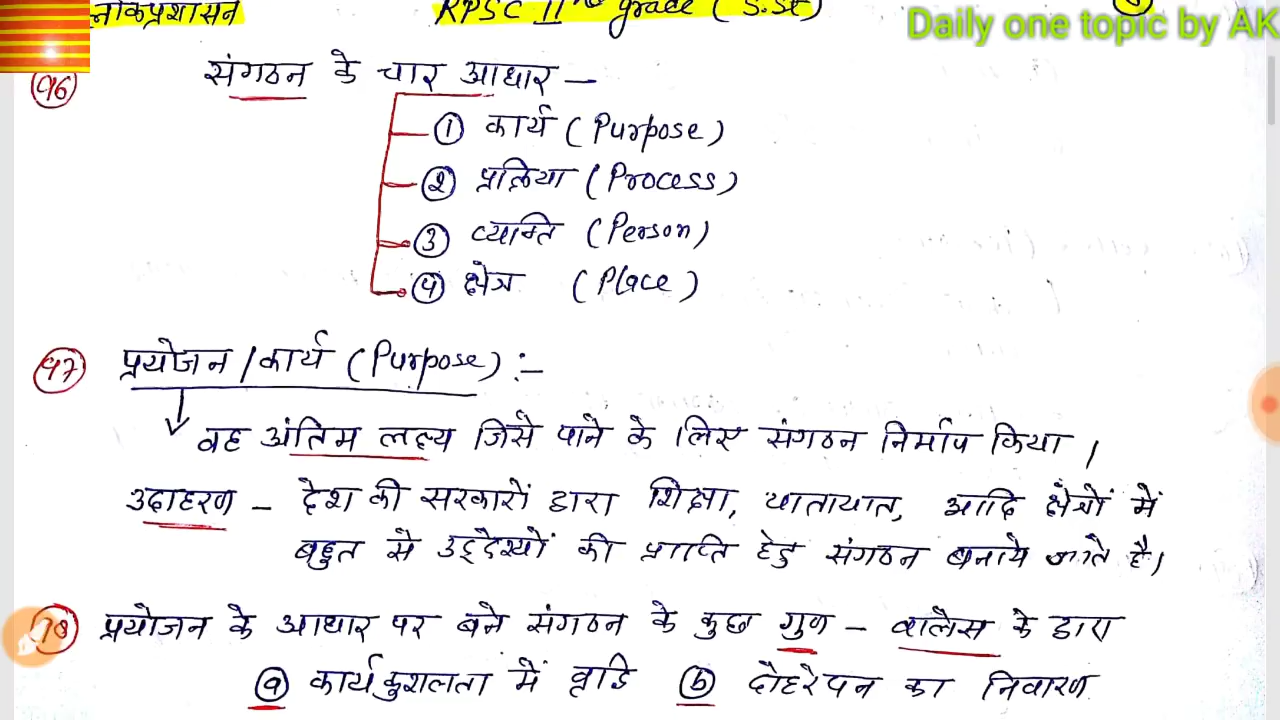 लोकप्रशासन RPSC IInd grade ( S.St )
Daily one topic by AK
96 संगठन के चार आधार –
① कार्य ( Purpose )
② प्रक्रिया ( Process )
③ व्यक्ति ( Person )
④ क्षेत्र ( Place )
97 प्रयोजन / कार्य ( Purpose ) :–
वह अंतिम लक्ष्य जिसे पाने के लिए संगठन निर्माण किया ।
उदाहरण – देश की सरकारों द्वारा शिक्षा, यातायात, आदि क्षेत्रों में
बहुत से उद्देश्यों की प्राप्ति हेतु संगठन बनाये जाते है।
प्रयोजन के आधार पर बने संगठन के कुछ गुण – वालेस के द्वारा
ⓐ कार्यकुशलता में वृद्धि ⓑ दोहरेपन का निवारण